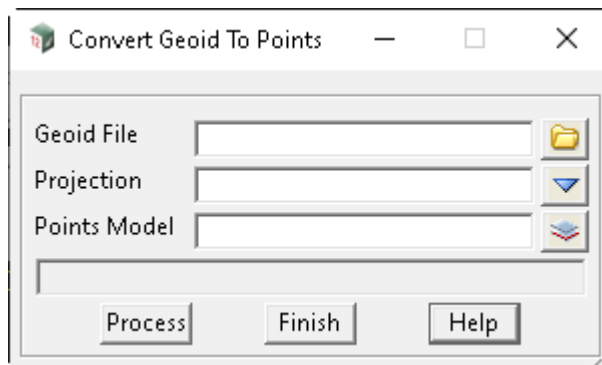 Convert Geoid To Points
Geoid File
Projection
Points Model
Process Finish Help